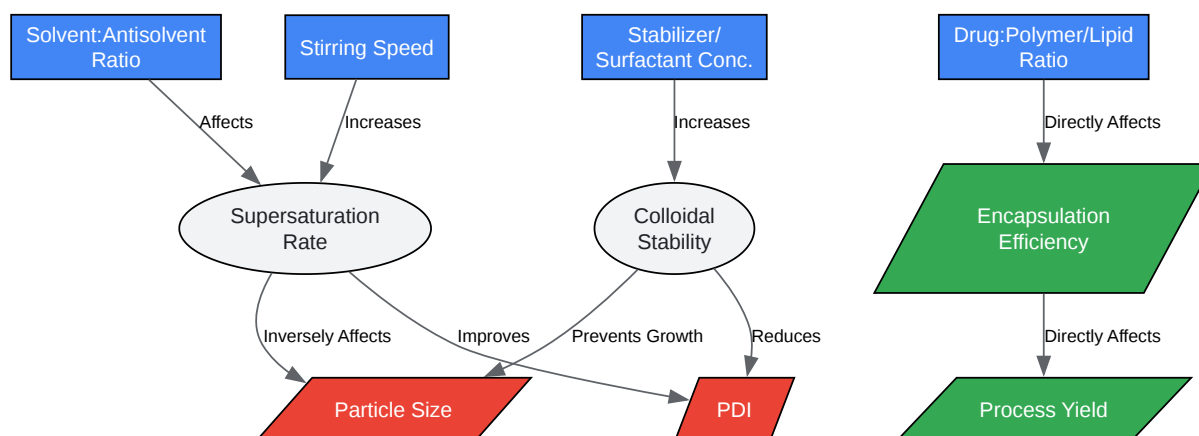 Solvent:Antisolvent
Ratio
Stirring Speed
Stabilizer/
Surfactant Conc.
Drug:Polymer/Lipid
Ratio
Affects
Increases
Increases
Directly Affects
Supersaturation
Rate
Colloidal
Stability
Encapsulation
Efficiency
Inversely Affects
Improves
Prevents Growth
Reduces
Directly Affects
Particle Size
PDI
Process Yield